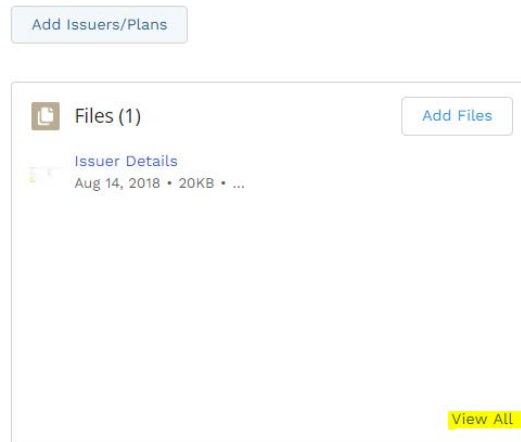 Add Issuers/Plans
Files (1)
Add Files
Issuer Details
Aug 14, 2018 • 20KB • ...
View All